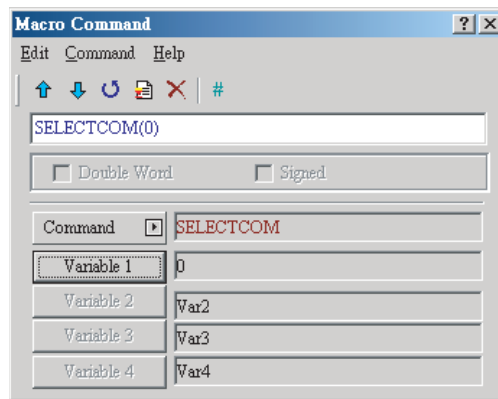 Macro Command ? ×
Edit Command Help
#
SELECTCOM(0)
Double Word Signed
Command SELECTCOM
Variable 1 0
Variable 2 Var2
Variable 3 Var3
Variable 4 Var4